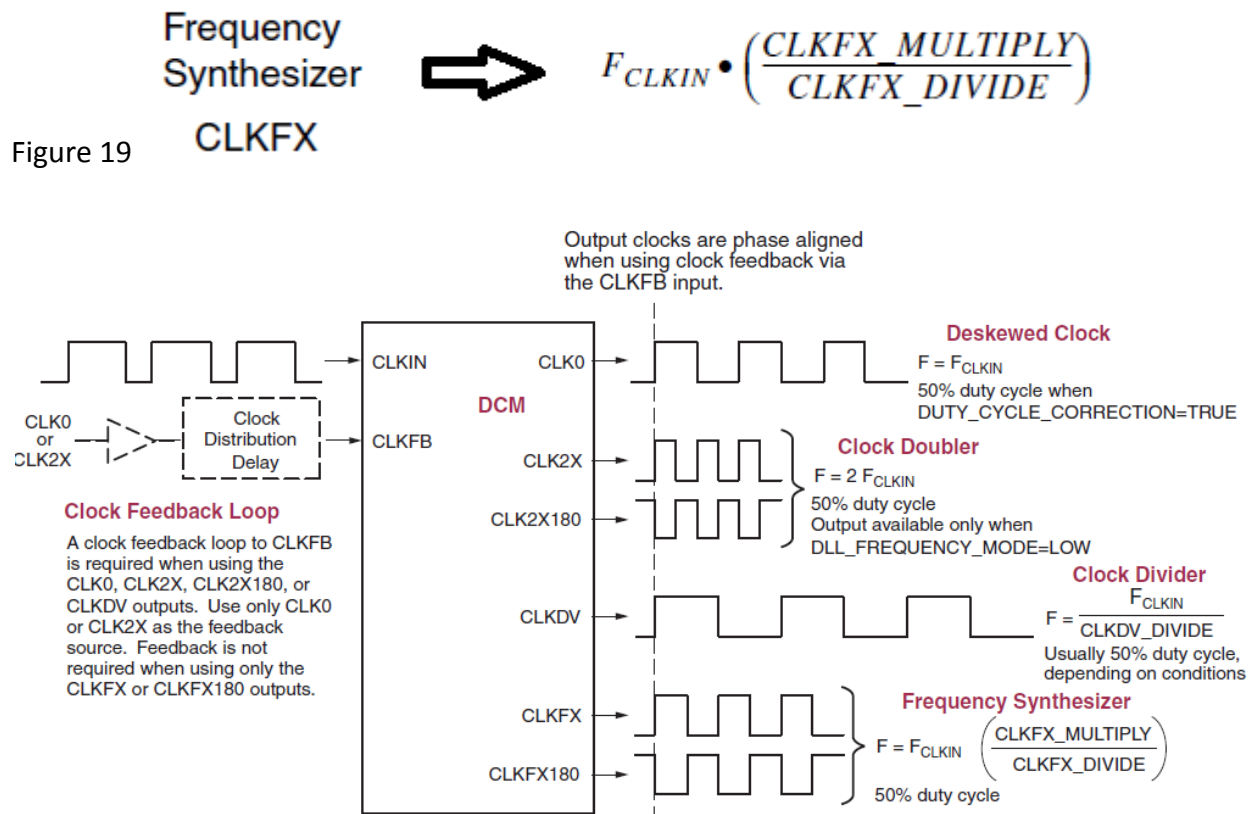 Frequency
Synthesizer
CLKFX
F_CLKIN • (CLKFX_MULTIPLY / CLKFX_DIVIDE)
Figure 19
Output clocks are phase aligned
when using clock feedback via
the CLKFB input.
CLKIN
CLK0
or
CLK2X
Clock
Distribution
Delay
CLKFB
Clock Feedback Loop
A clock feedback loop to CLKFB
is required when using the
CLK0, CLK2X, CLK2X180, or
CLKDV outputs. Use only CLK0
or CLK2X as the feedback
source. Feedback is not
required when using only the
CLKFX or CLKFX180 outputs.
DCM
CLK0
CLK2X
CLK2X180
CLKDV
CLKFX
CLKFX180
Deskewed Clock
F = F_CLKIN
50% duty cycle when
DUTY_CYCLE_CORRECTION=TRUE
Clock Doubler
F = 2 F_CLKIN
50% duty cycle
Output available only when
DLL_FREQUENCY_MODE=LOW
Clock Divider
F = F_CLKIN / CLKDV_DIVIDE
Usually 50% duty cycle,
depending on conditions
Frequency Synthesizer
F = F_CLKIN (CLKFX_MULTIPLY / CLKFX_DIVIDE)
50% duty cycle